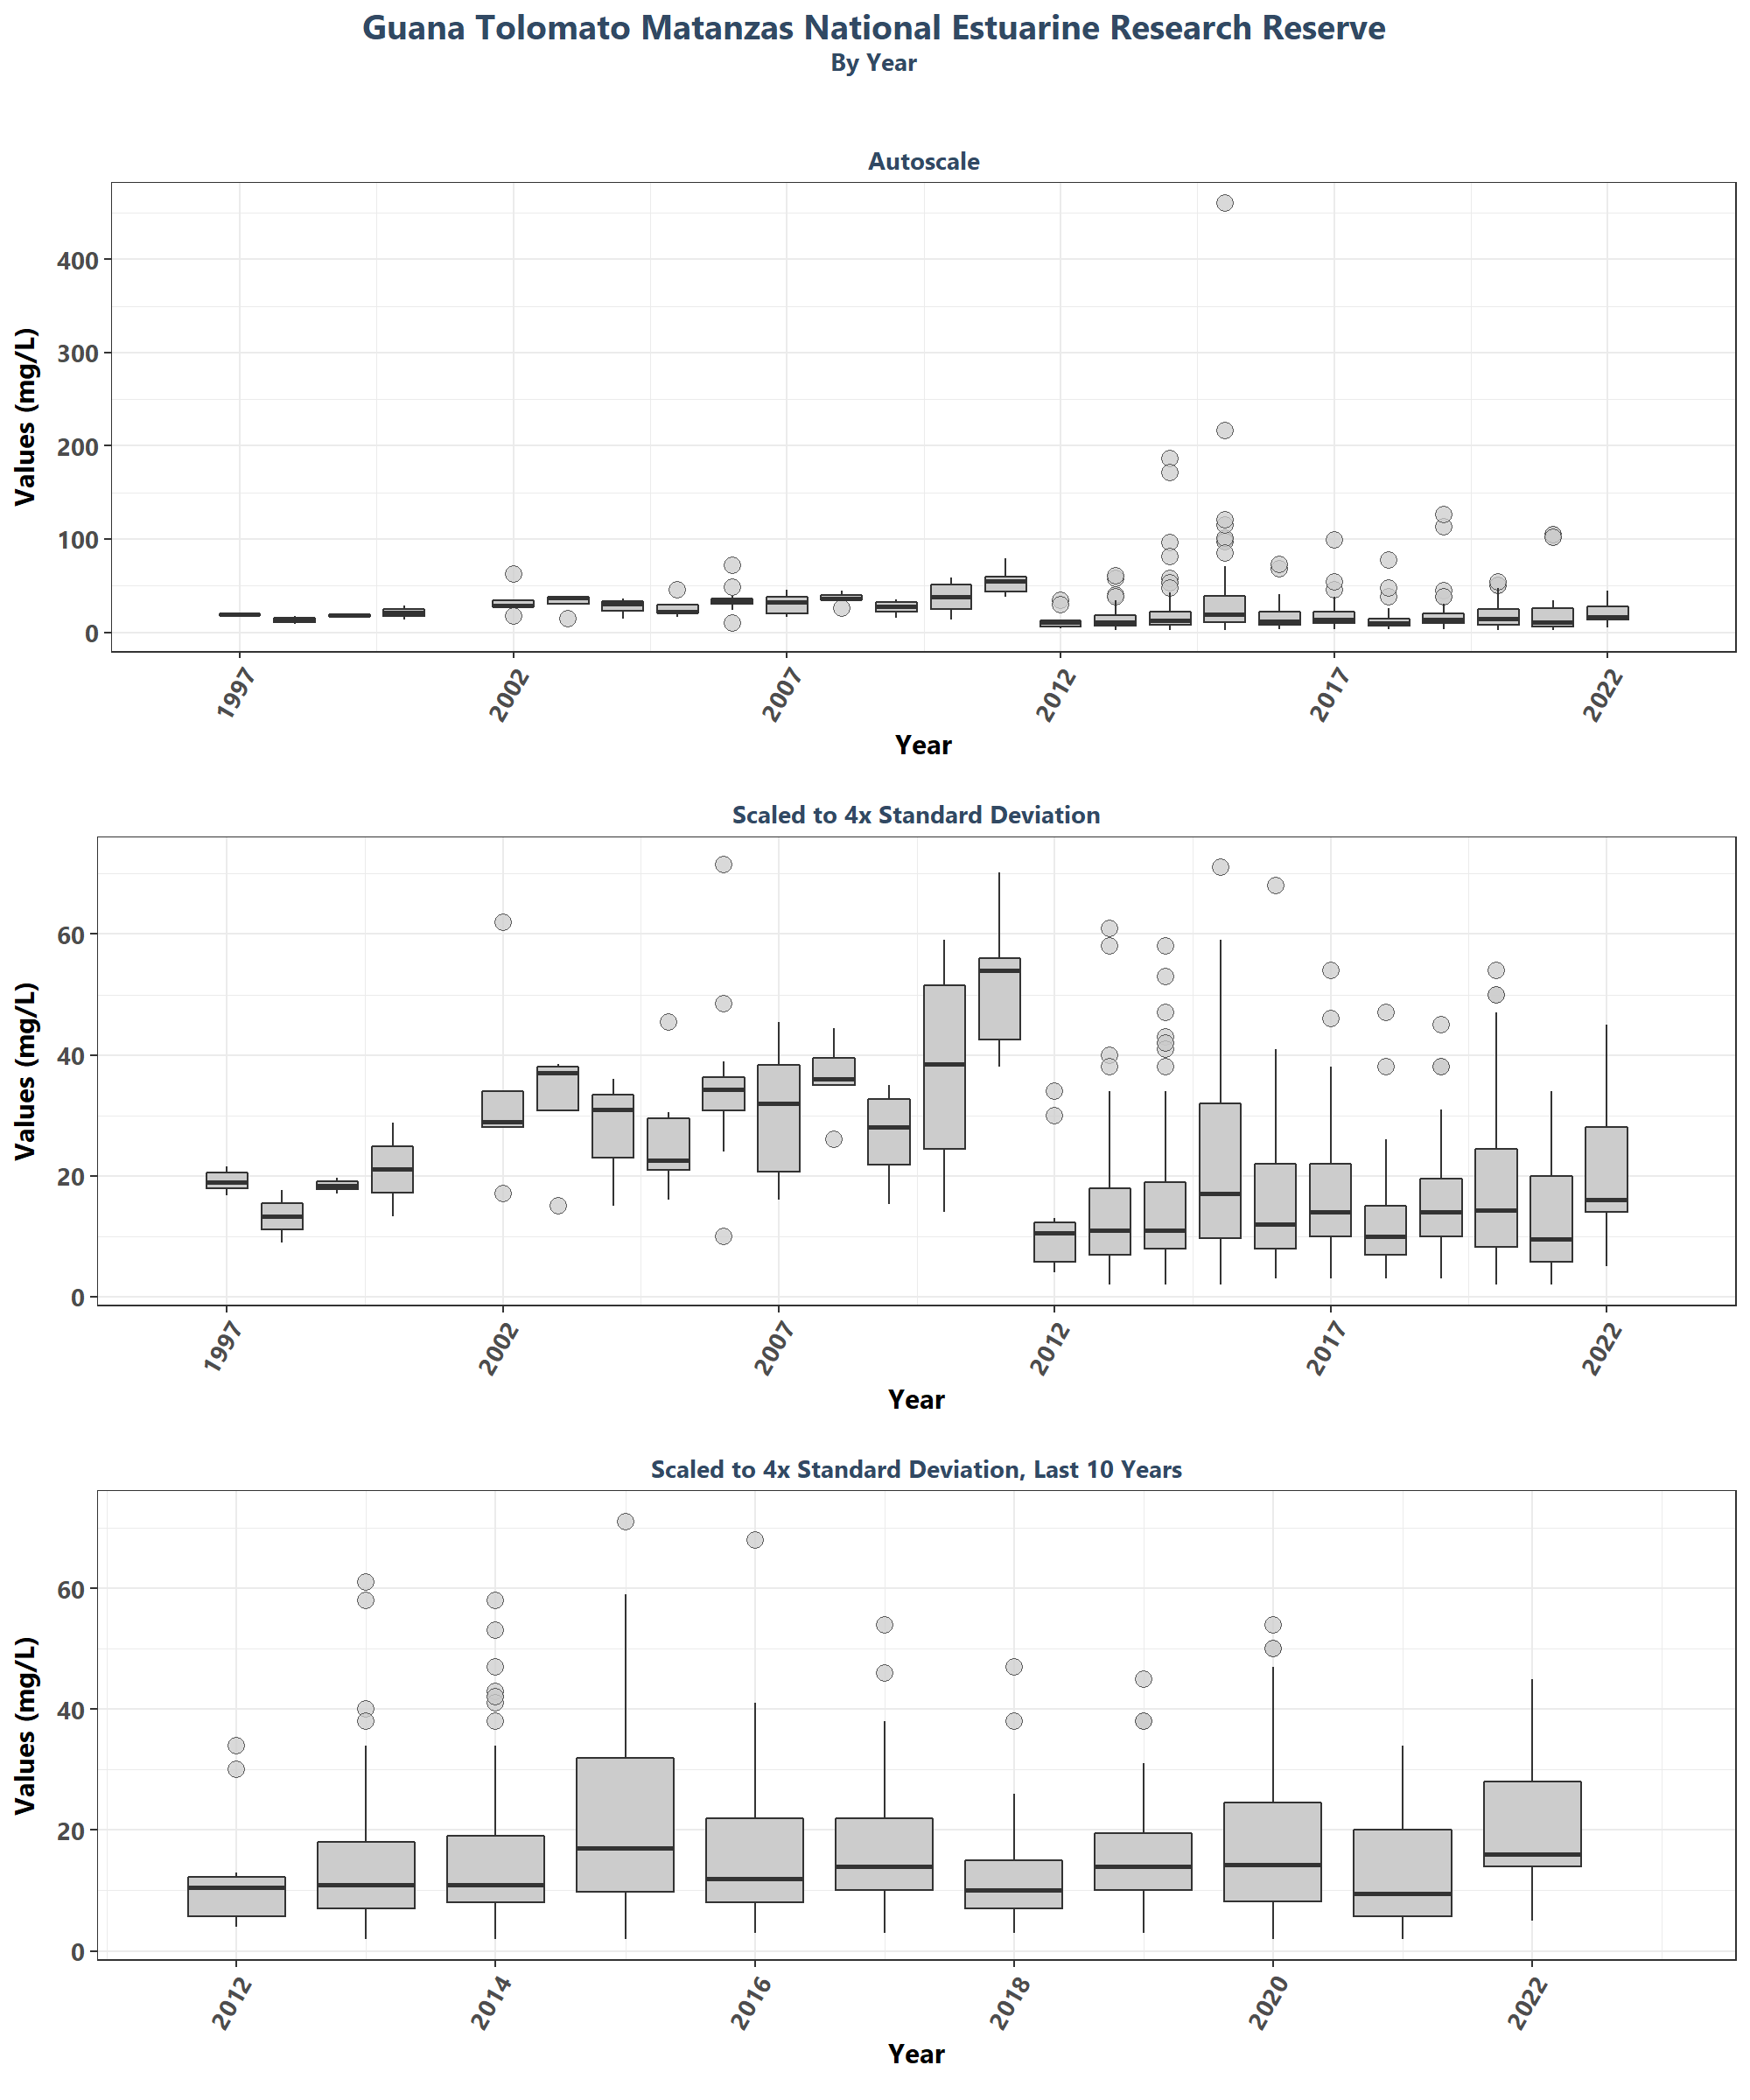 Guana Tolomato Matanzas National Estuarine Research Reserve
By Year
Autoscale
Values (mg/L)
400
300
200
100
0
1997
2002
2007
2012
2017
2022
Year
Scaled to 4x Standard Deviation
Values (mg/L)
60
40
20
0
1997
2002
2007
2012
2017
2022
Year
Scaled to 4x Standard Deviation, Last 10 Years
Values (mg/L)
60
40
20
0
2012
2014
2016
2018
2020
2022
Year